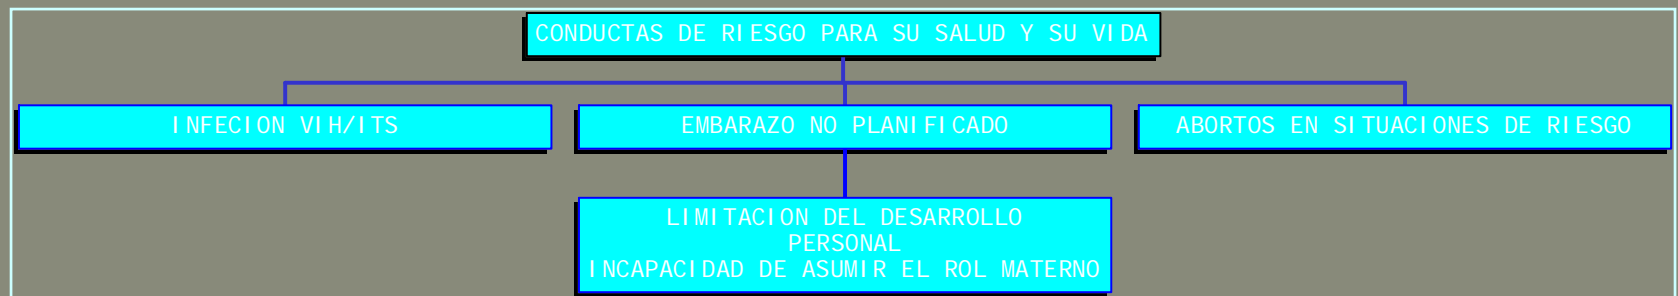 CONDUCTAS DE RIESGO PARA SU SALUD Y SU VIDA
INFECION VIH/ITS
EMBARAZO NO PLANIFICADO
ABORTOS EN SITUACIONES DE RIESGO
LIMITACION DEL DESARROLLO
PERSONAL
INCAPACIDAD DE ASUMIR EL ROL MATERNO